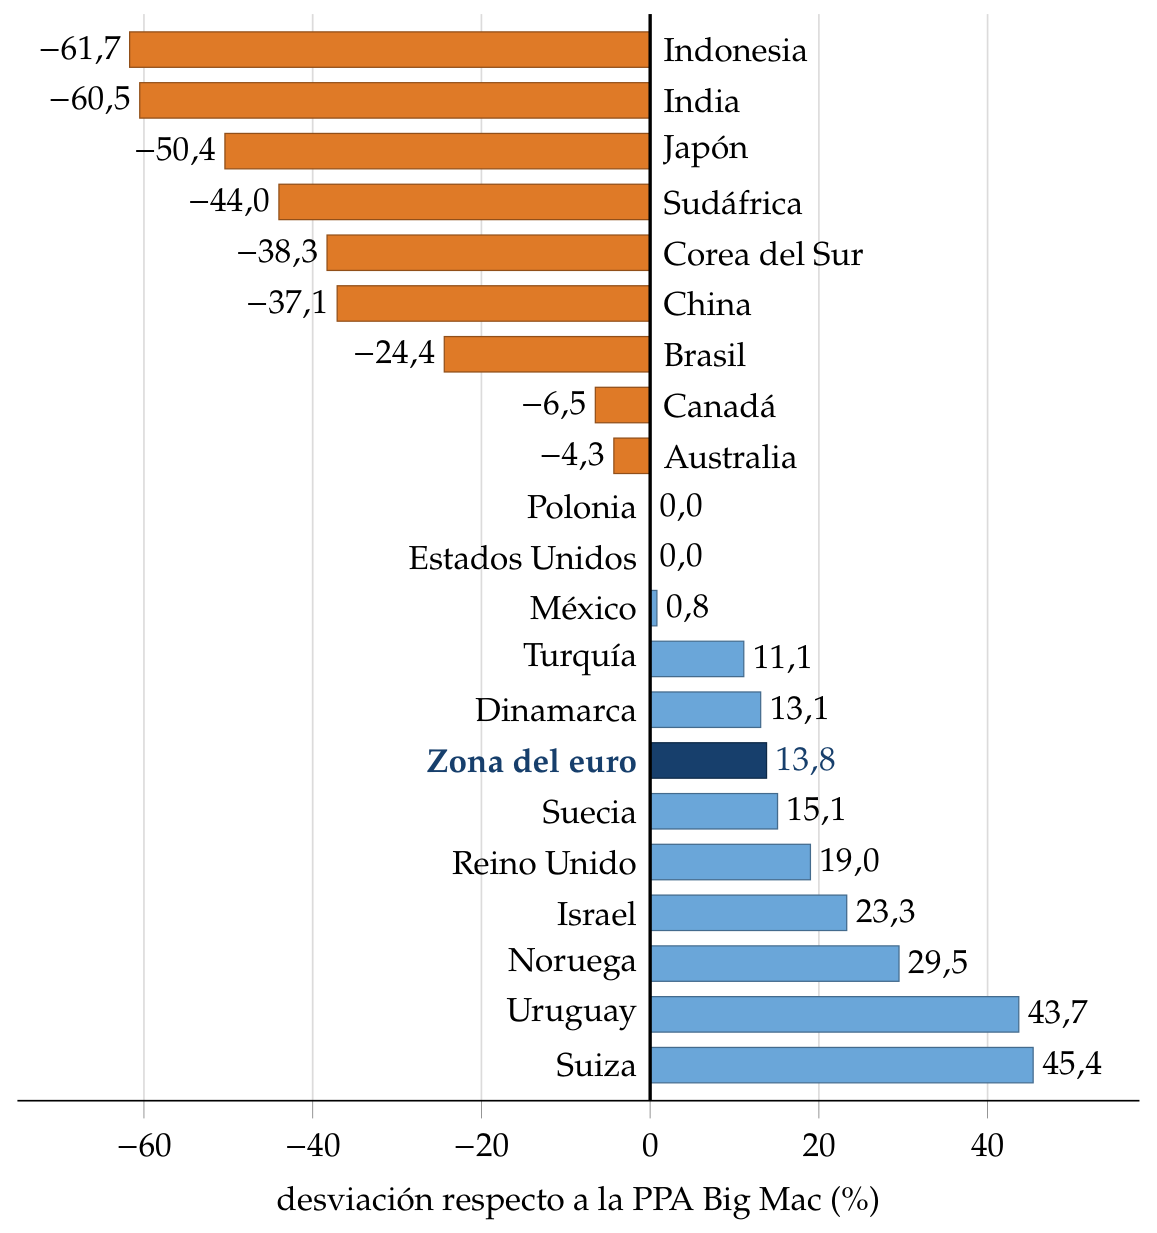 −61,7 Indonesia
−60,5 India
−50,4 Japón
−44,0 Sudáfrica
−38,3 Corea del Sur
−37,1 China
−24,4 Brasil
−6,5 Canadá
−4,3 Australia
Polonia 0,0
Estados Unidos 0,0
México 0,8
Turquía 11,1
Dinamarca 13,1
Zona del euro 13,8
Suecia 15,1
Reino Unido 19,0
Israel 23,3
Noruega 29,5
Uruguay 43,7
Suiza 45,4
−60 −40 −20 0 20 40
desviación respecto a la PPA Big Mac (%)